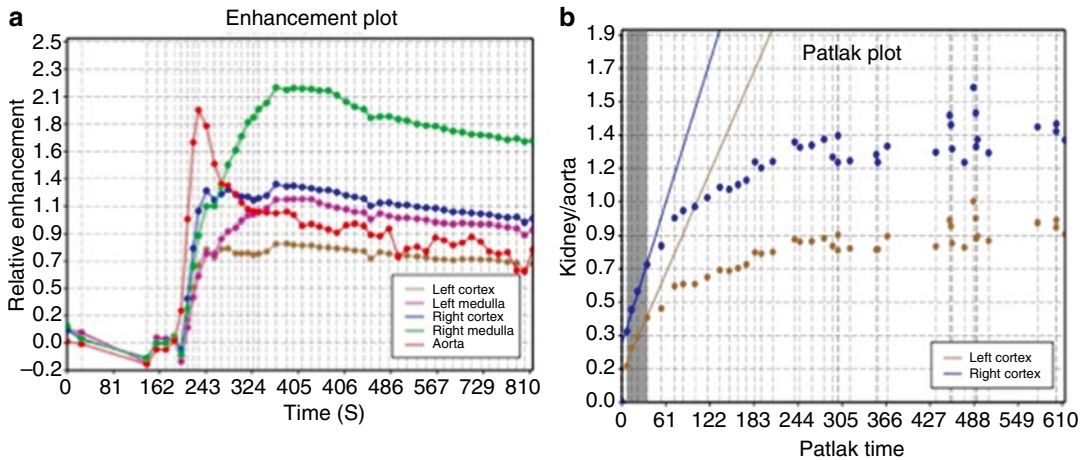 a
Enhancement plot
Relative enhancement
2.5
2.3
2.1
1.8
1.6
1.4
1.1
0.9
0.7
0.5
0.2
0.0
−0.2
0 81 162 243 324 405 406 486 567 729 810
Time (S)
Left cortex
Left medulla
Right cortex
Right medulla
Aorta
b
Patlak plot
Kidney/aorta
1.9
1.7
1.5
1.4
1.2
1.0
0.9
0.7
0.5
0.3
0.2
0.0
0 61 122 183 244 305 366 427 488 549 610
Patlak time
Left cortex
Right cortex